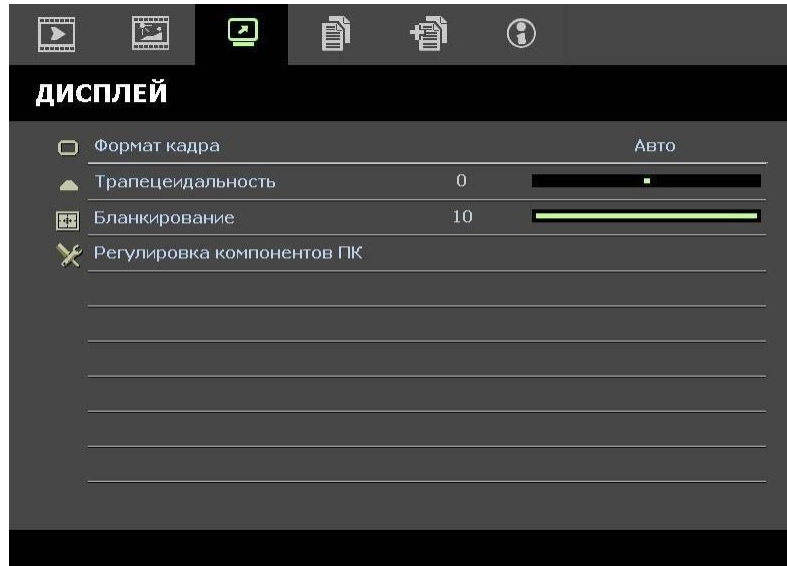 ДИСПЛЕЙ
Формат кадра Авто
Трапецеидальность 0
Бланкирование 10
Регулировка компонентов ПК